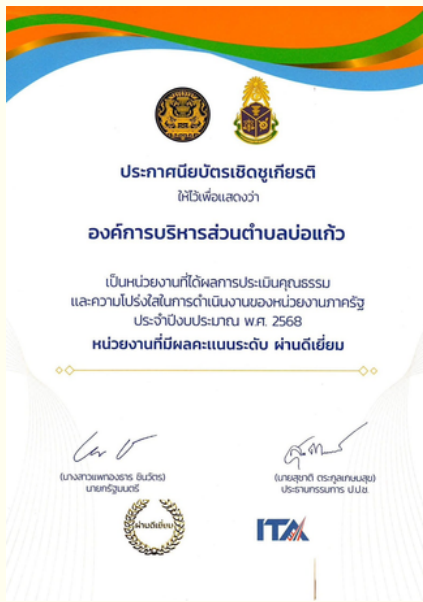 ประกาศนียบัตรเชิดชูเกียรติ
ให้ไว้เพื่อแสดงว่า
องค์การบริหารส่วนตำบลบ่อแก้ว
เป็นหน่วยงานที่ได้ผลการประเมินคุณธรรม
และความโปร่งใสในการดำเนินงานของหน่วยงานภาครัฐ
ประจำปีงบประมาณ พ.ศ. 2568
หน่วยงานที่มีผลคะแนนระดับ ผ่านดีเยี่ยม
(นางสาวแพทองธาร ชินวัตร)
นายกรัฐมนตรี
(นายสุชาติ ตระกูลเกษมสุข)
ประธานกรรมการ ป.ป.ช.
ผ่านดีเยี่ยม
ITA